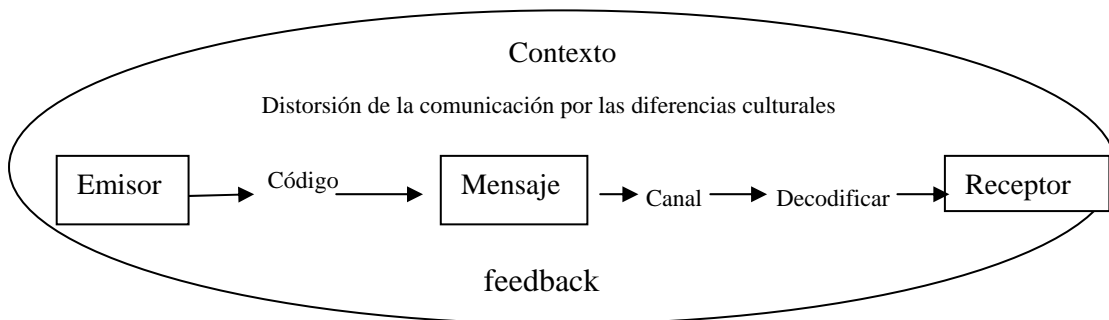 Contexto
Distorsión de la comunicación por las diferencias culturales
Emisor Código Mensaje Canal Decodificar Receptor
feedback